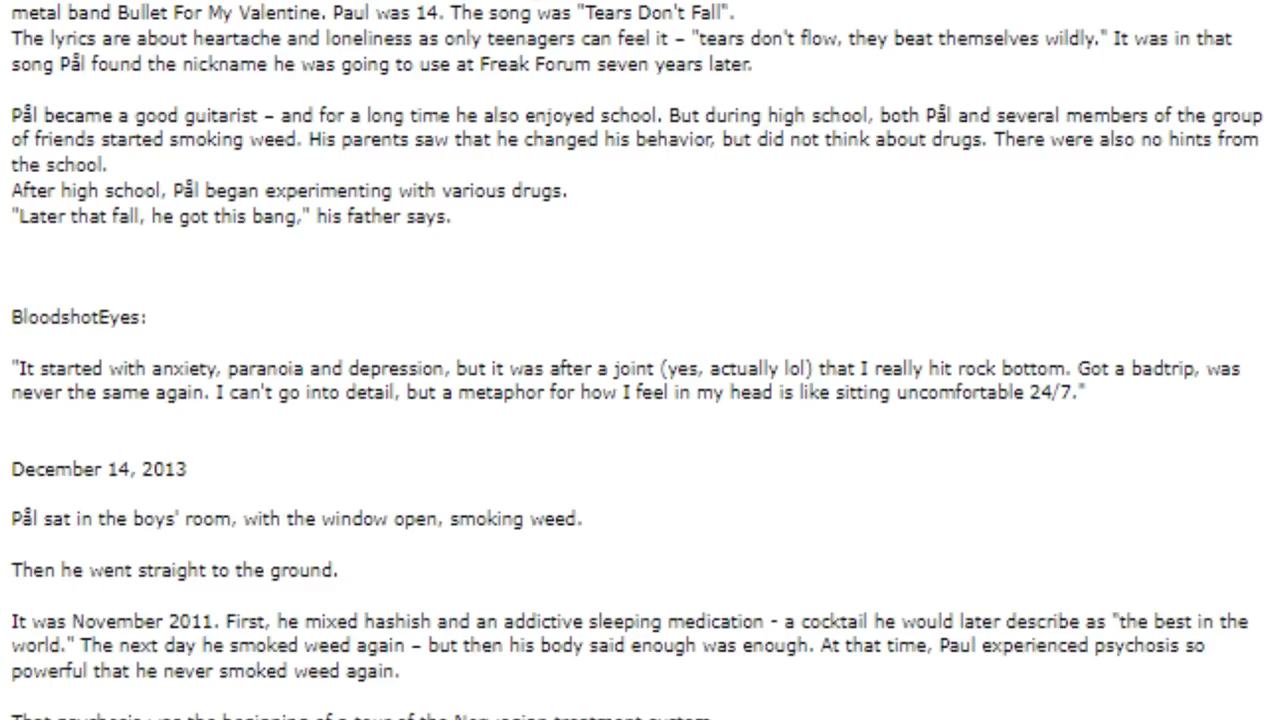 metal band Bullet For My Valentine. Paul was 14. The song was "Tears Don't Fall".
The lyrics are about heartache and loneliness as only teenagers can feel it – "tears don't flow, they beat themselves wildly." It was in that
song Pål found the nickname he was going to use at Freak Forum seven years later.
Pål became a good guitarist – and for a long time he also enjoyed school. But during high school, both Pål and several members of the group
of friends started smoking weed. His parents saw that he changed his behavior, but did not think about drugs. There were also no hints from
the school.
After high school, Pål began experimenting with various drugs.
"Later that fall, he got this bang," his father says.
BloodshotEyes:
"It started with anxiety, paranoia and depression, but it was after a joint (yes, actually lol) that I really hit rock bottom. Got a badtrip, was
never the same again. I can't go into detail, but a metaphor for how I feel in my head is like sitting uncomfortable 24/7."
December 14, 2013
Pål sat in the boys' room, with the window open, smoking weed.
Then he went straight to the ground.
It was November 2011. First, he mixed hashish and an addictive sleeping medication - a cocktail he would later describe as "the best in the
world." The next day he smoked weed again – but then his body said enough was enough. At that time, Paul experienced psychosis so
powerful that he never smoked weed again.
That psychosis was the beginning of a tour of the Norwegian treatment system.